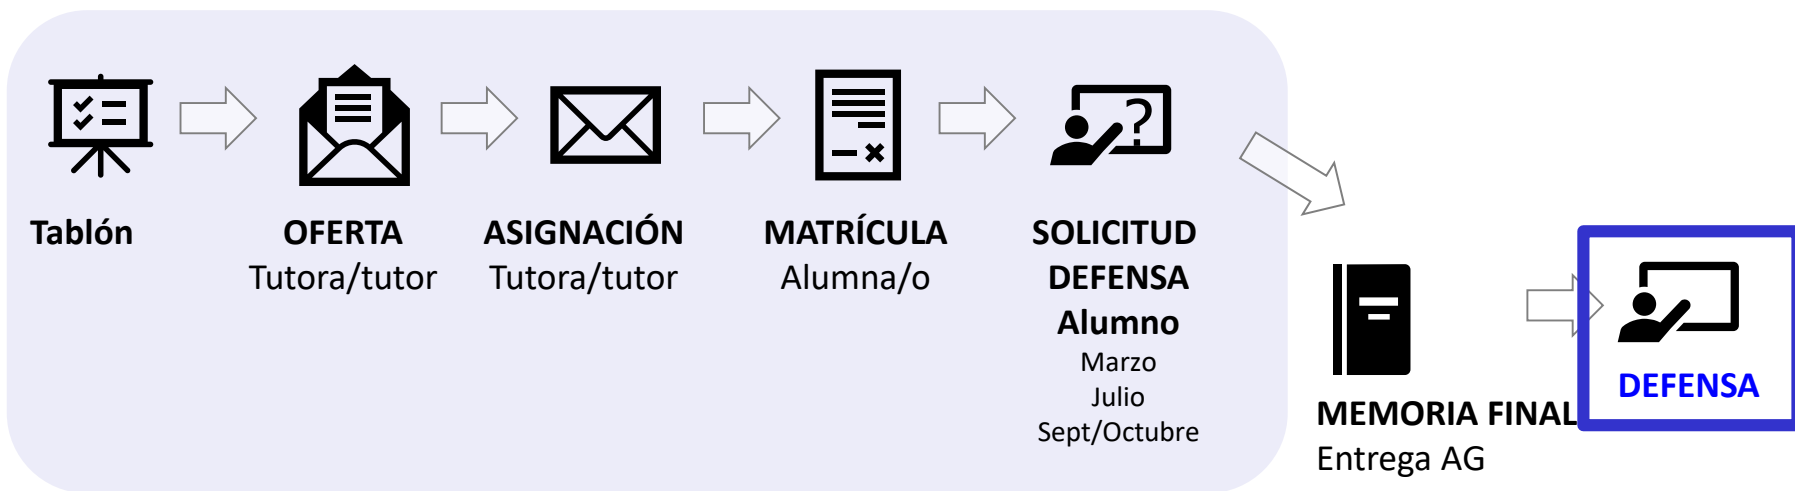 Tablón
OFERTA
Tutora/tutor
ASIGNACIÓN
Tutora/tutor
MATRÍCULA
Alumna/o
?
SOLICITUD
DEFENSA
Alumno
Marzo
Julio
Sept/Octubre
MEMORIA FINAL
Entrega AG
DEFENSA